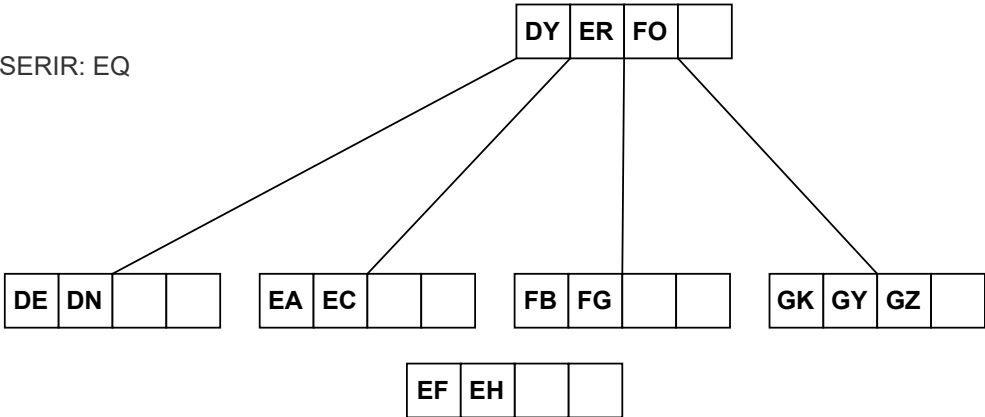 DY ER FO
SERIR: EQ
DE DN
EA EC
FB FG
GK GY GZ
EF EH